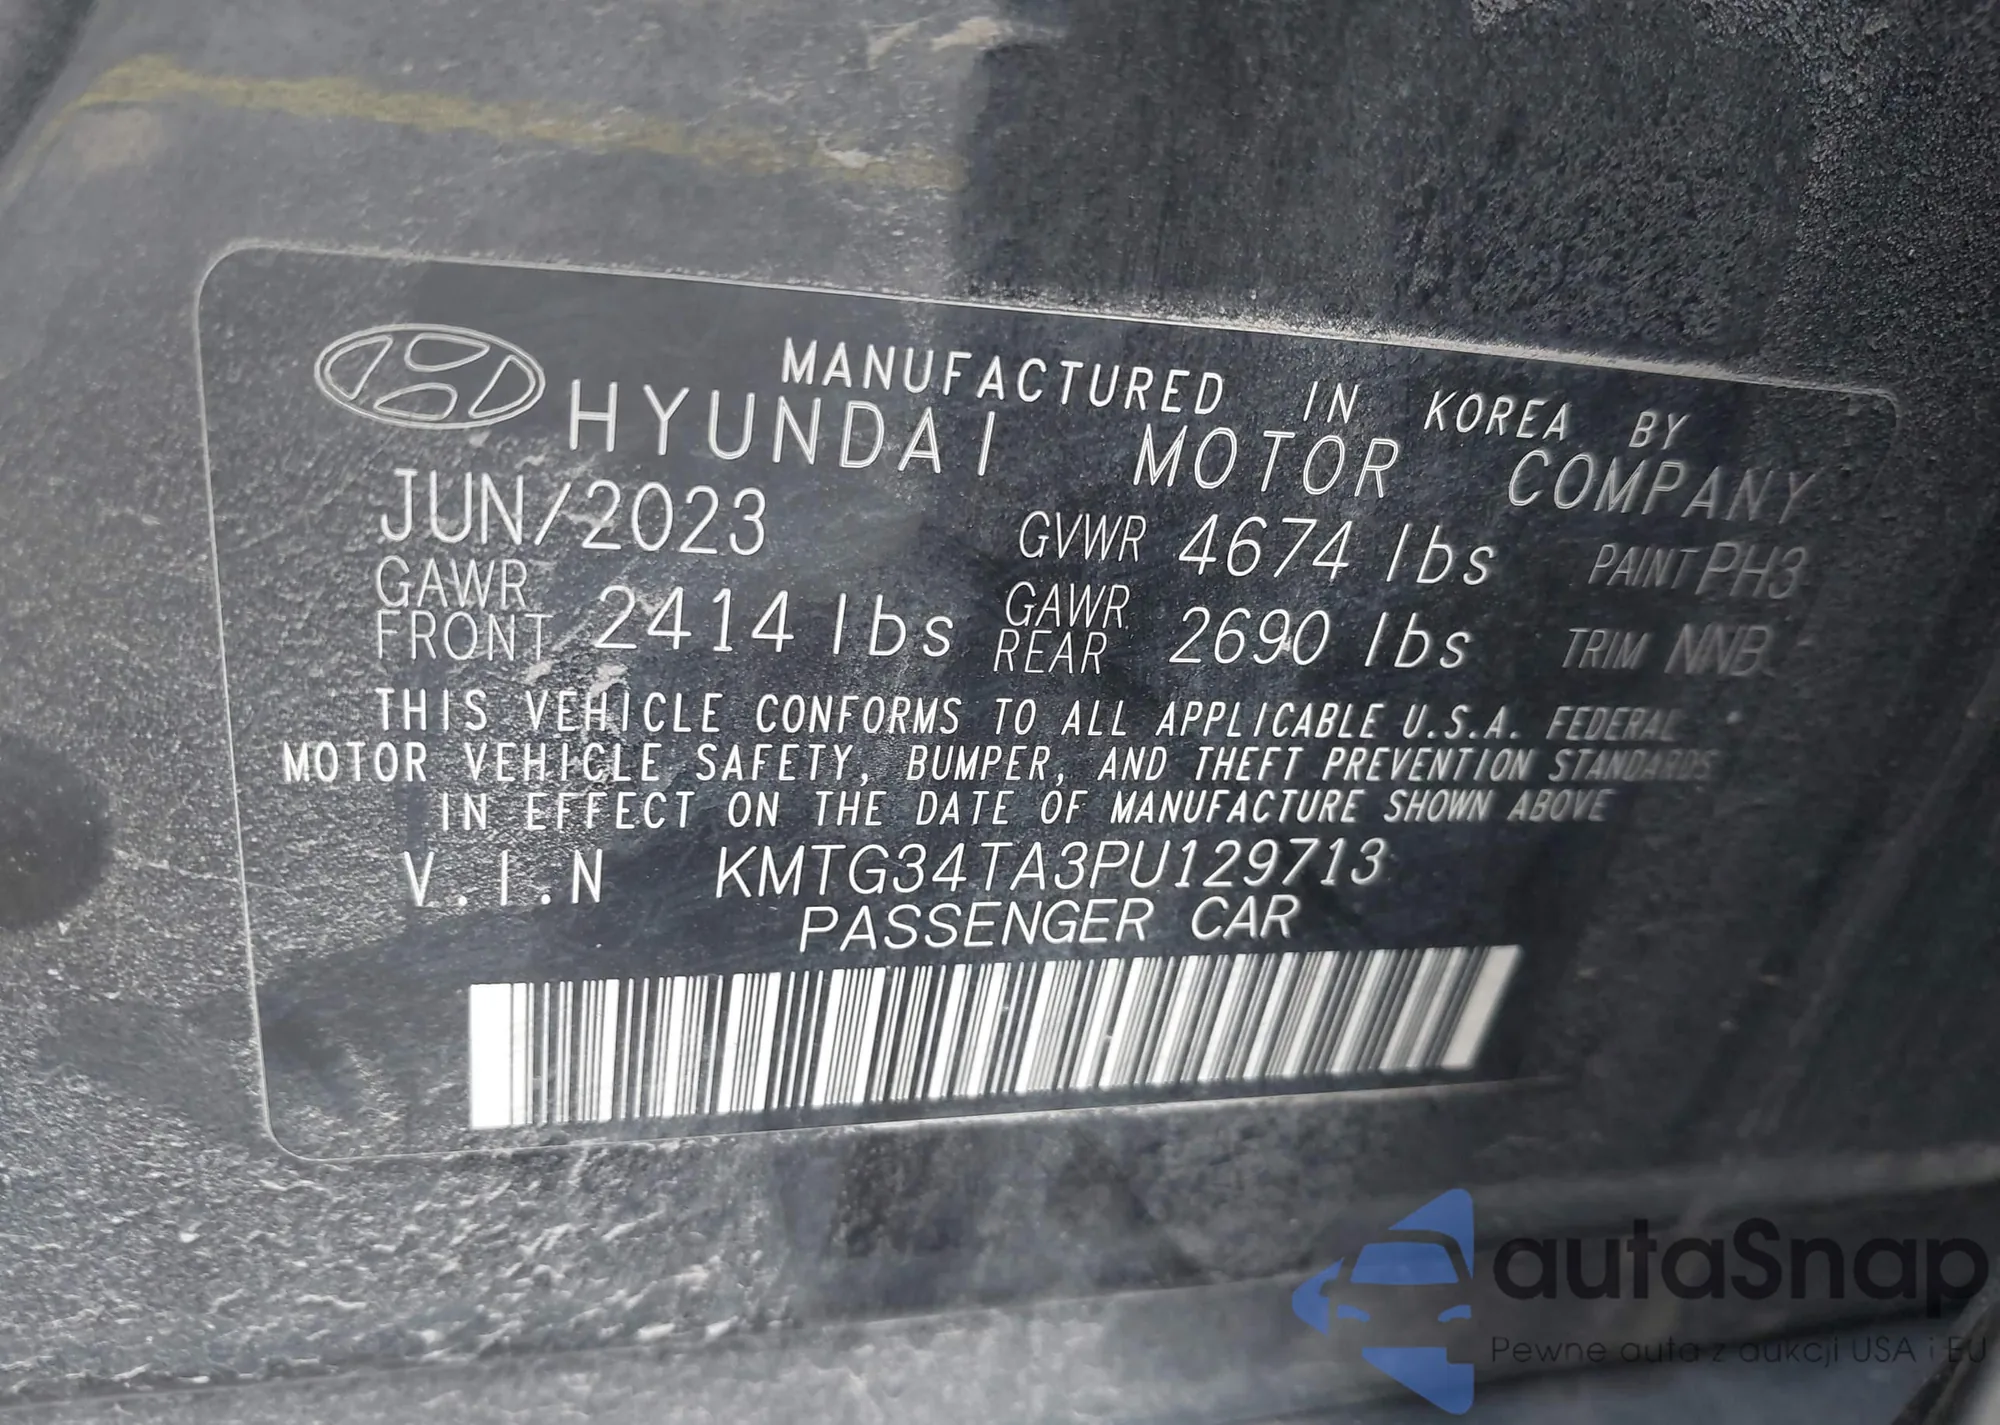 MANUFACTURED IN KOREA BY
HYUNDAI MOTOR COMPANY
JUN/2023 GVWR 4674 lbs PAINT PH3
GAWR FRONT 2414 lbs GAWR REAR 2690 lbs TRIM NNB
THIS VEHICLE CONFORMS TO ALL APPLICABLE U.S.A. FEDERAL
MOTOR VEHICLE SAFETY, BUMPER, AND THEFT PREVENTION STANDARDS
IN EFFECT ON THE DATE OF MANUFACTURE SHOWN ABOVE
V.I.N KMTG34TA3PU129713
PASSENGER CAR
autaSnap
Pewne auta z aukcji USA i EU